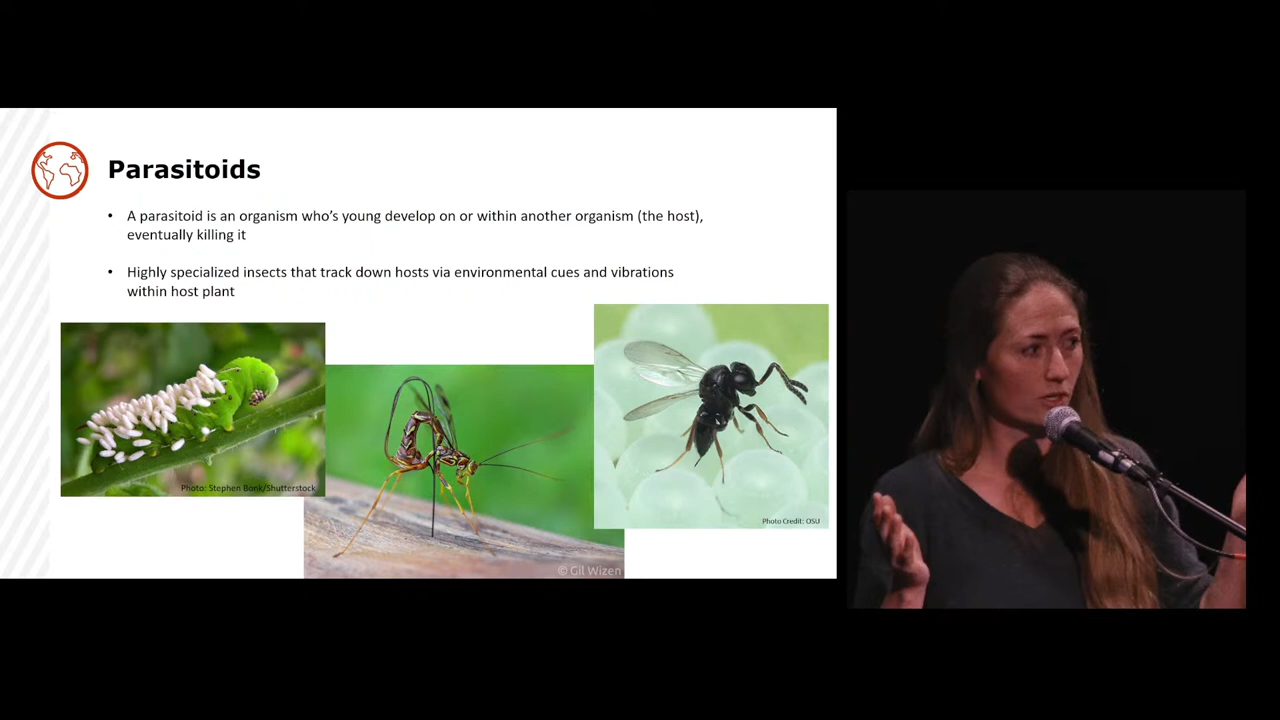 Parasitoids
• A parasitoid is an organism who's young develop on or within another organism (the host),
eventually killing it
• Highly specialized insects that track down hosts via environmental cues and vibrations
within host plant
Photo: Stephen Bonk/Shutterstock
© Gil Wizen
Photo Credit: OSU